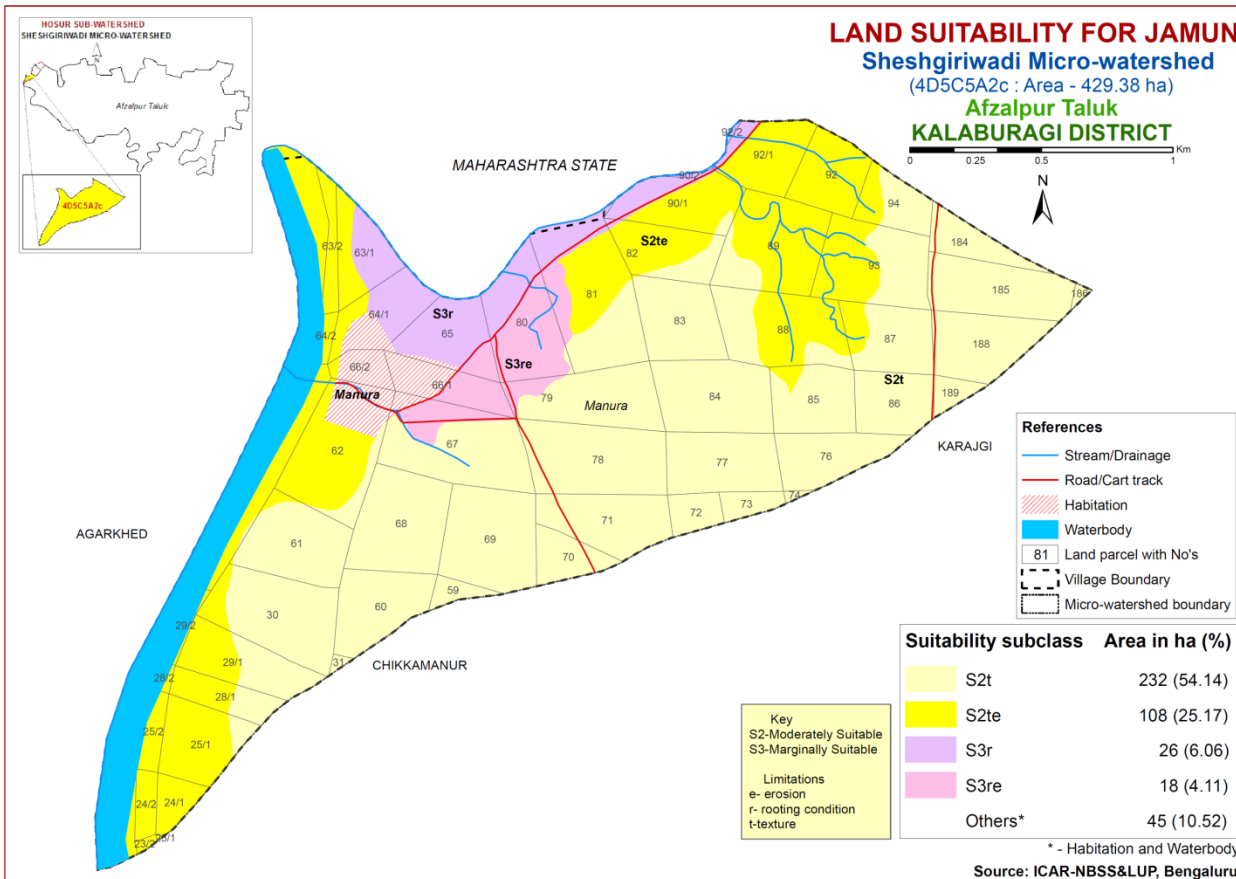 HOSUR SUB-WATERSHED
SHESHGIRIWADI MICRO-WATERSHED
N
Afzalpur Taluk
4D5C5A2c
LAND SUITABILITY FOR JAMUN
Sheshgiriwadi Micro-watershed
(4D5C5A2c : Area - 429.38 ha)
Afzalpur Taluk
KALABURAGI DISTRICT
0 0.25 0.5 1 Km
N
MAHARASHTRA STATE
92/2
92/1
92
90/2
90/1
94
184
63/2
63/1
S2te
82
89
93
185
186
81
64/1
S3r
64/2
65
80
83
88
87
188
66/2
S3re
66/1
S2t
Manura
79
Manura
84
85
86
189
67
62
78
77
76
KARAJGI
74
73
72
71
AGARKHED
61
68
69
70
59
30
60
29/2
31
CHIKKAMANUR
29/1
28/2
28/1
25/2
25/1
24/2
24/1
23/2
References
Stream/Drainage
Road/Cart track
Habitation
Waterbody
81 Land parcel with No's
Village Boundary
Micro-watershed boundary
Suitability subclass Area in ha (%)
S2t 232 (54.14)
S2te 108 (25.17)
S3r 26 (6.06)
S3re 18 (4.11)
Others* 45 (10.52)
* - Habitation and Waterbody
Source: ICAR-NBSS&LUP, Bengaluru
Key
S2-Moderately Suitable
S3-Marginally Suitable
Limitations
e- erosion
r- rooting condition
t-texture